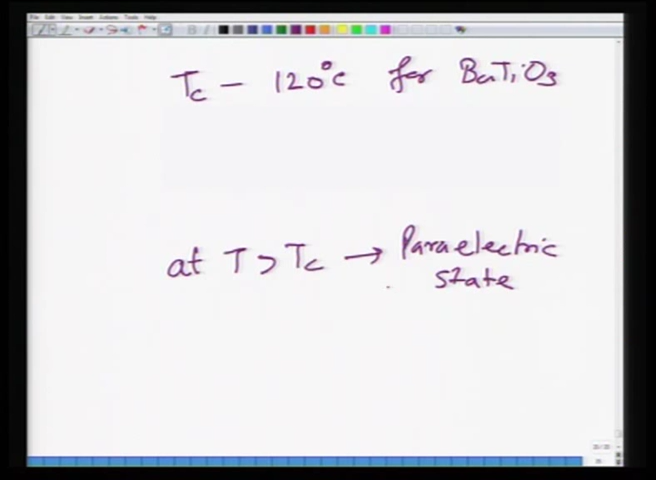 Tc - 120°C for BaTiO3
at T > Tc → Paraelectric
state